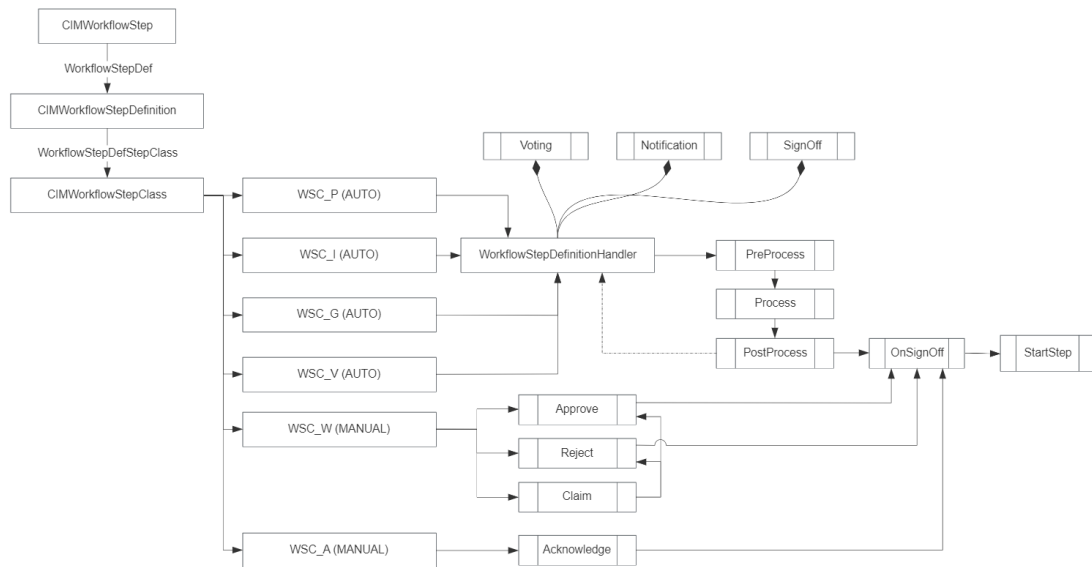 CIMWorkflowStep
WorkflowStepDef
CIMWorkflowStepDefinition
WorkflowStepDefStepClass
CIMWorkflowStepClass
Voting
Notification
SignOff
WSC_P (AUTO)
WSC_I (AUTO)
WorkflowStepDefinitionHandler
PreProcess
WSC_G (AUTO)
Process
WSC_V (AUTO)
PostProcess
OnSignOff
StartStep
WSC_W (MANUAL)
Approve
Reject
Claim
WSC_A (MANUAL)
Acknowledge